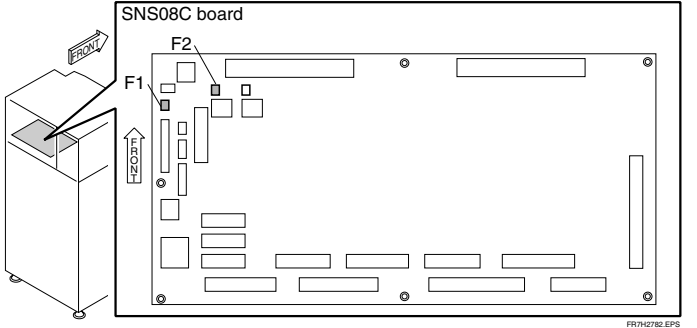 SNS08C board
FRONT
F2
F1
FRONT
FR7H2782.EPS